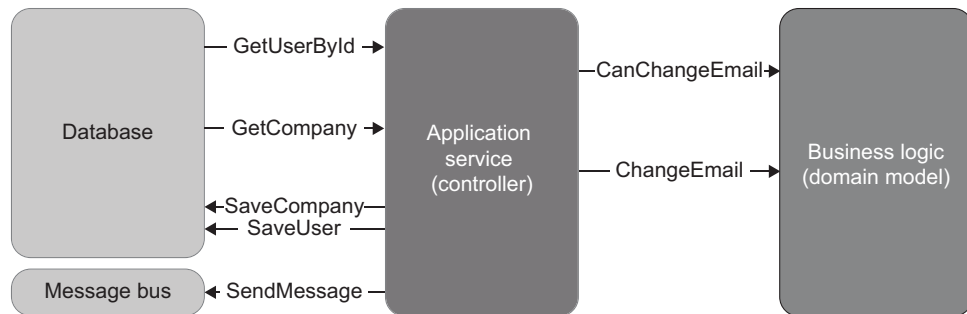 GetUserById
CanChangeEmail
Database
GetCompany
Application
service
(controller)
Business logic
(domain model)
ChangeEmail
SaveCompany
SaveUser
Message bus
SendMessage